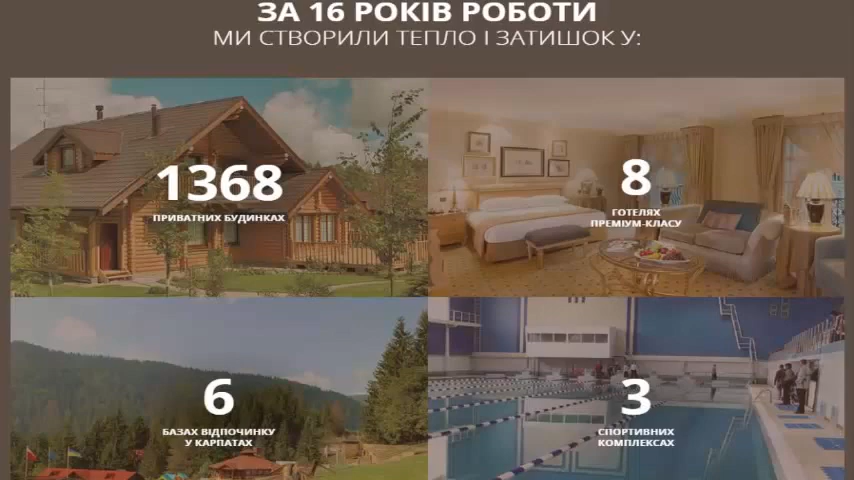 ЗА 16 РОКІВ РОБОТИ
МИ СТВОРИЛИ ТЕПЛО І ЗАТИШОК У:
1368
ПРИВАТНИХ БУДИНКАХ
8
ГОТЕЛЯХ
ПРЕМІУМ-КЛАСУ
6
БАЗАХ ВІДПОЧИНКУ
У КАРПАТАХ
3
СПОРТИВНИХ
КОМПЛЕКСАХ